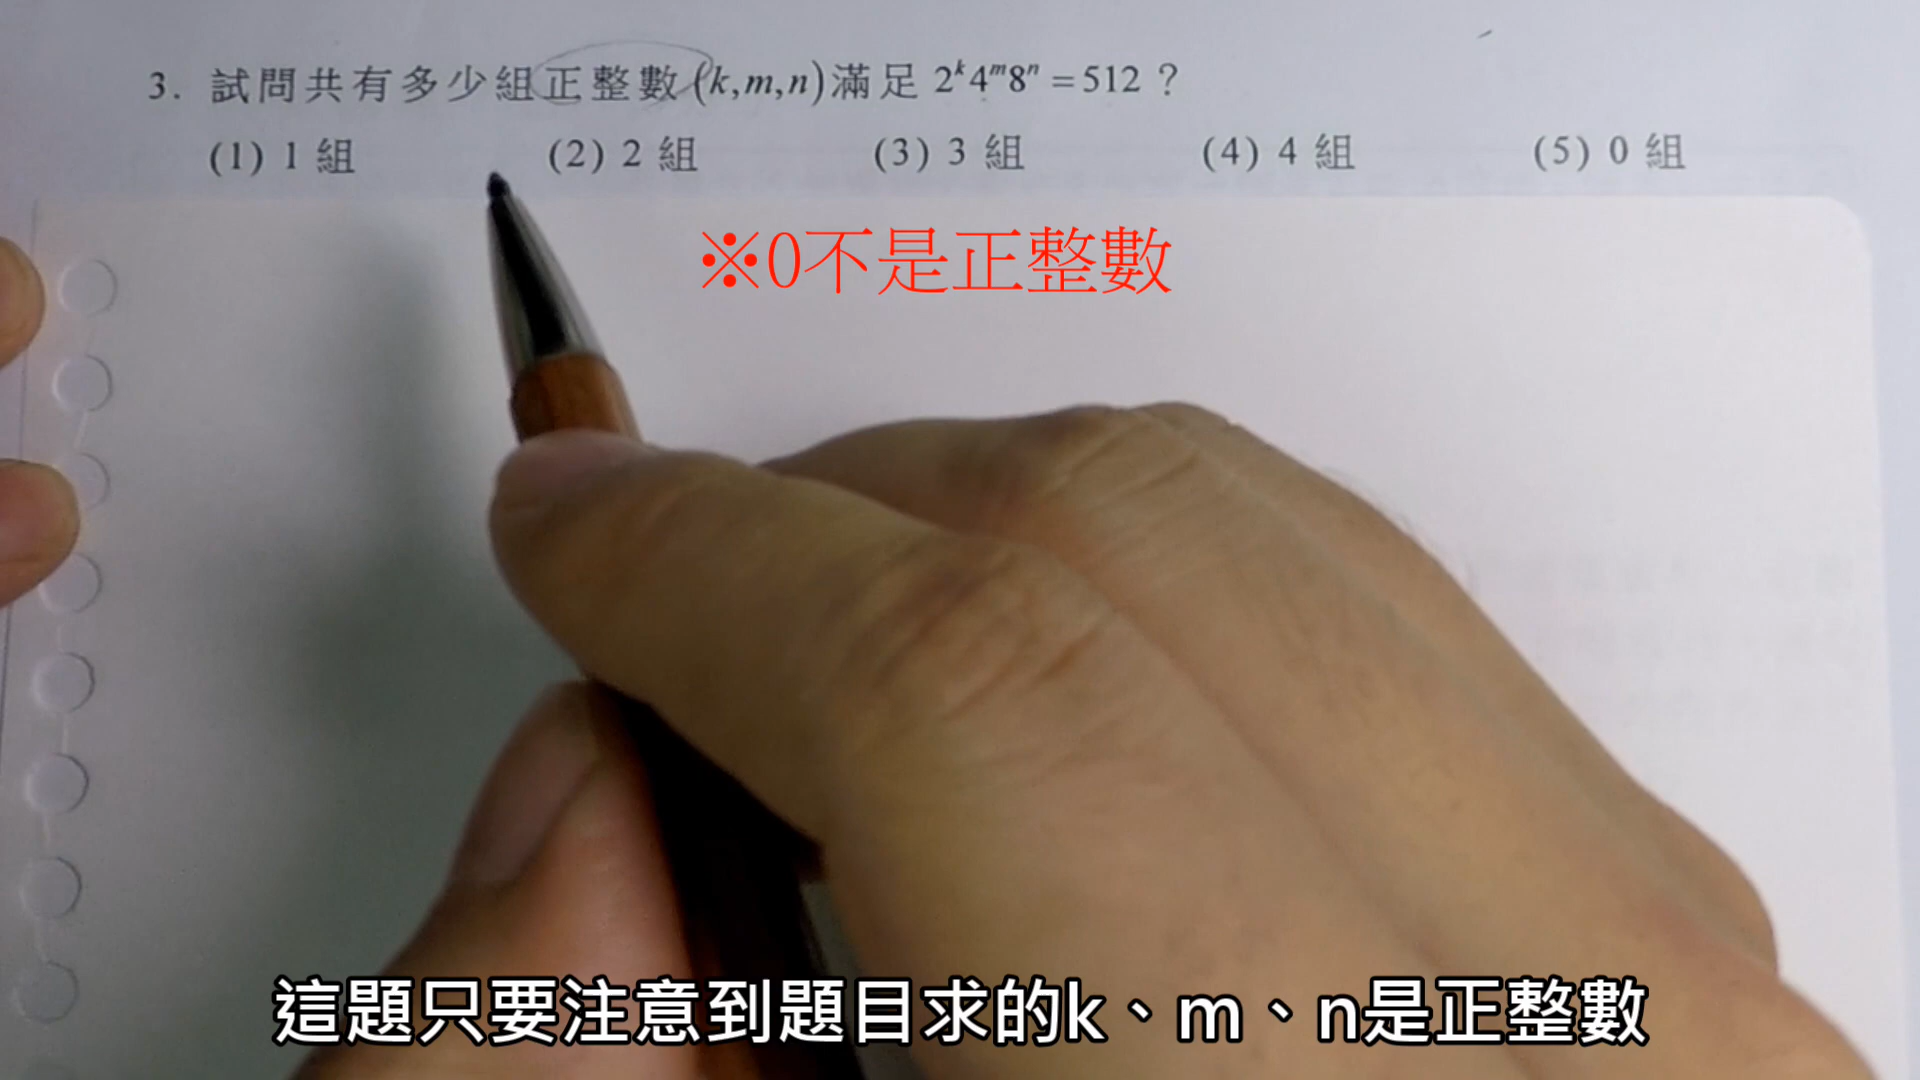 3. 試問共有多少組正整數(k,m,n)滿足 2^k4^m8^n = 512 ?
(1) 1 組 (2) 2 組 (3) 3 組 (4) 4 組 (5) 0 組
※0不是正整數
這題只要注意到題目求的k、m、n是正整數